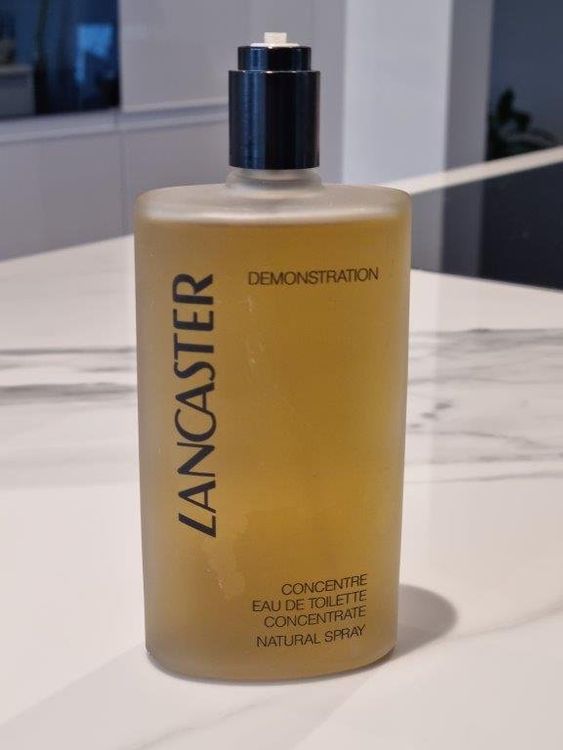 DEMONSTRATION
LANCASTER
CONCENTRE
EAU DE TOILETTE
CONCENTRATE
NATURAL SPRAY